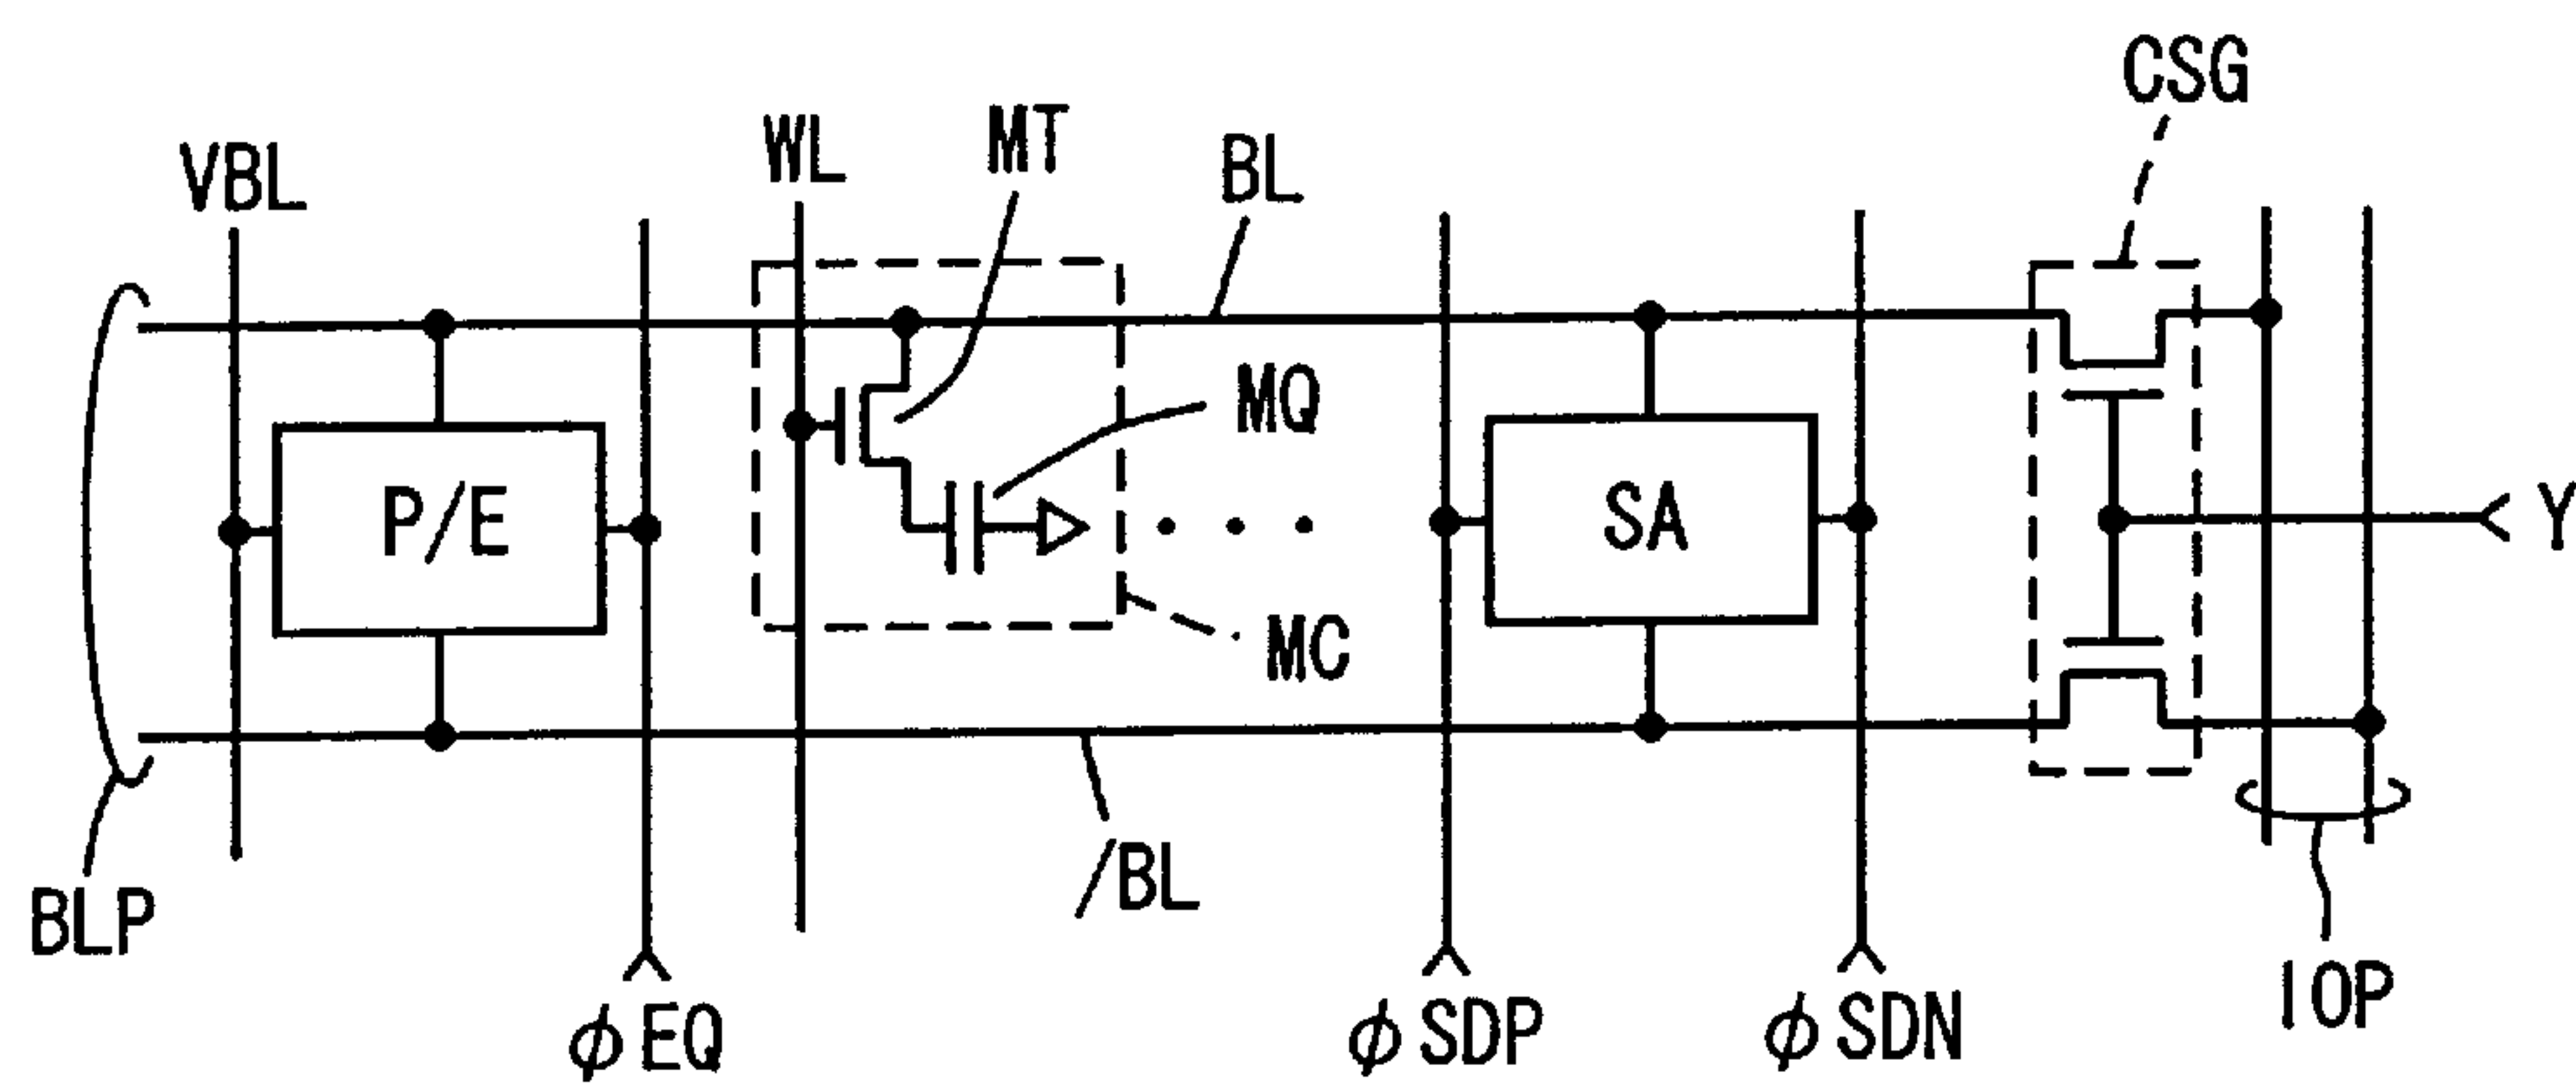 CSG
MT
WL
BL
VBL
MQ
P/E
SA
Y
MC
/BL
BLP
IOP
φEQ
φSDP
φSDN